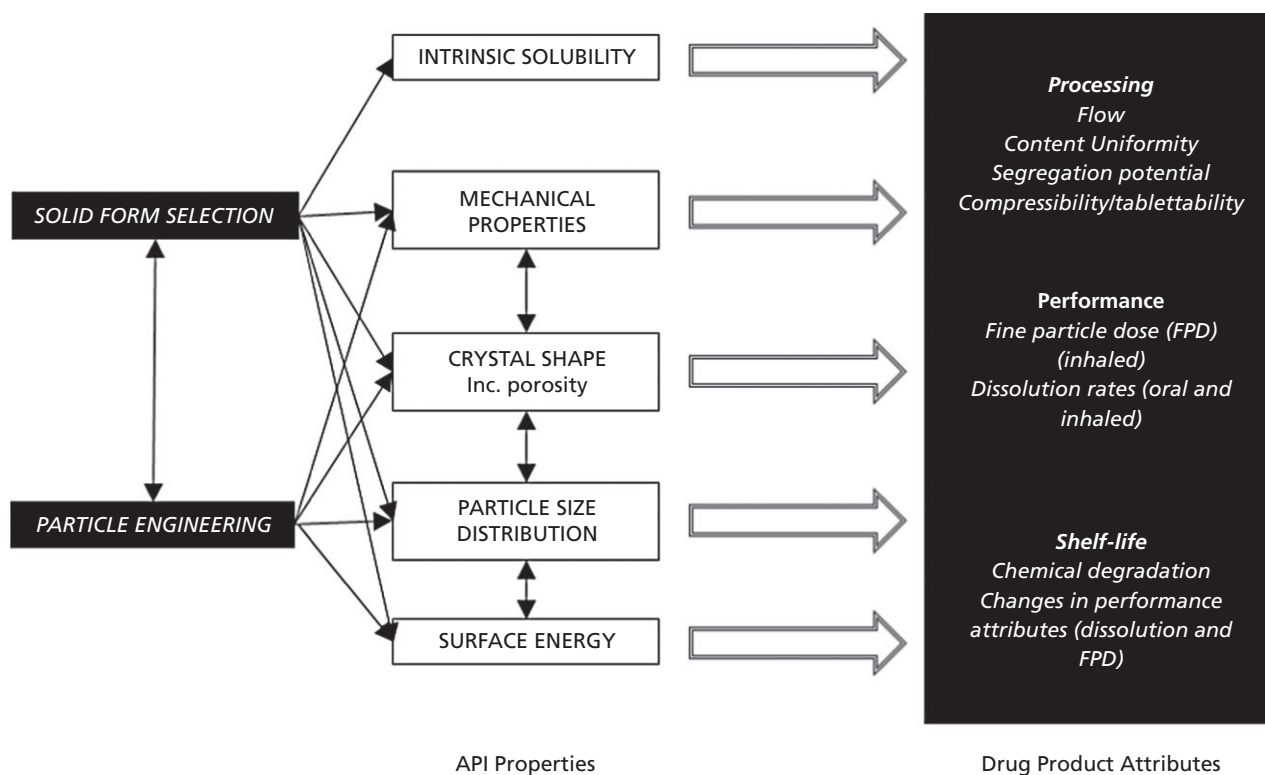 SOLID FORM SELECTION
PARTICLE ENGINEERING
INTRINSIC SOLUBILITY
MECHANICAL
PROPERTIES
CRYSTAL SHAPE
Inc. porosity
PARTICLE SIZE
DISTRIBUTION
SURFACE ENERGY
API Properties
Processing
Flow
Content Uniformity
Segregation potential
Compressibility/tablettability
Performance
Fine particle dose (FPD)
(inhaled)
Dissolution rates (oral and
inhaled)
Shelf-life
Chemical degradation
Changes in performance
attributes (dissolution and
FPD)
Drug Product Attributes